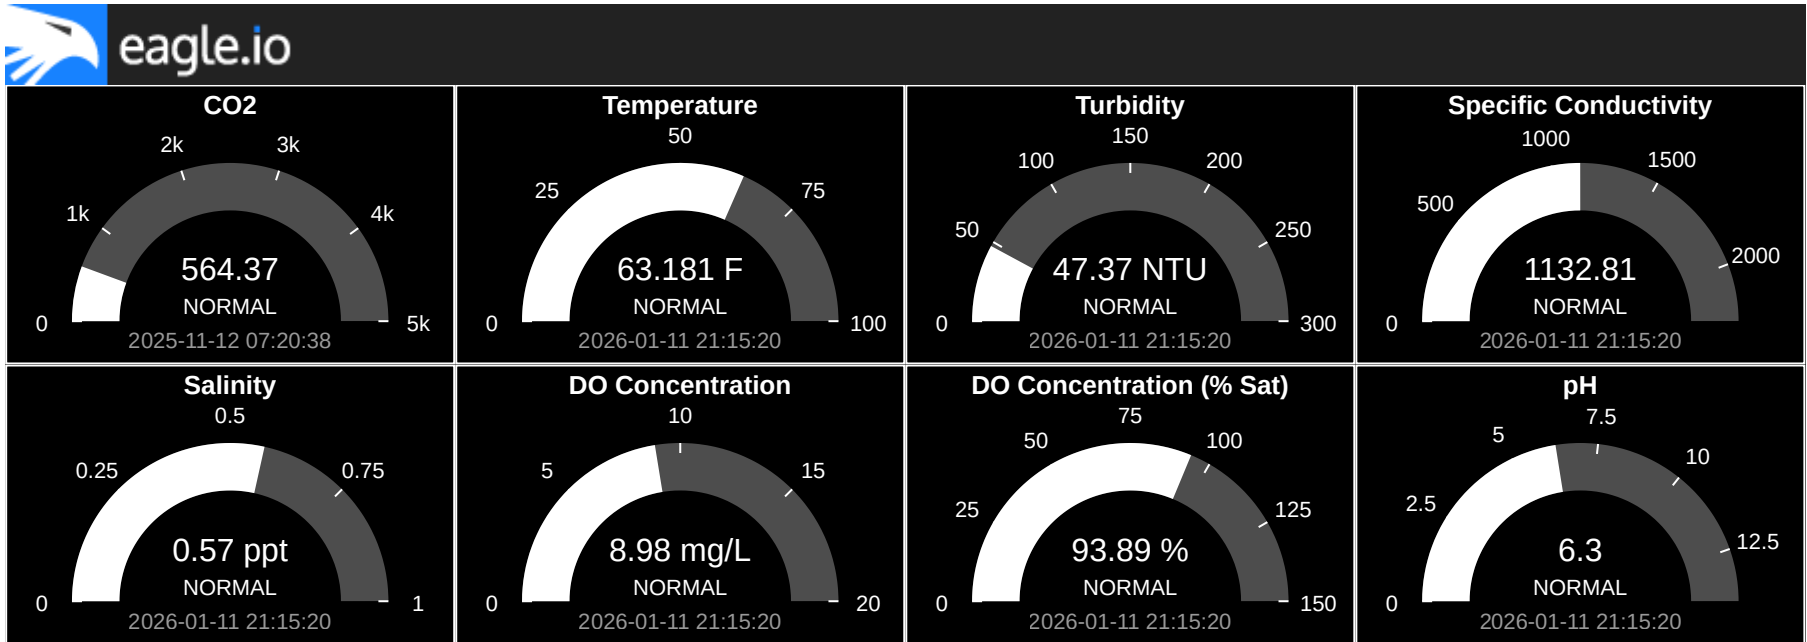 eagle.io
CO2
0
1k
2k
3k
4k
5k
564.37
NORMAL
2025-11-12 07:20:38
Temperature
0
25
50
75
100
63.181 F
NORMAL
2026-01-11 21:15:20
Turbidity
0
50
100
150
200
250
300
47.37 NTU
NORMAL
2026-01-11 21:15:20
Specific Conductivity
0
500
1000
1500
2000
1132.81
NORMAL
2026-01-11 21:15:20
Salinity
0
0.25
0.5
0.75
1
0.57 ppt
NORMAL
2026-01-11 21:15:20
DO Concentration
0
5
10
15
20
8.98 mg/L
NORMAL
2026-01-11 21:15:20
DO Concentration (% Sat)
0
25
50
75
100
125
150
93.89 %
NORMAL
2026-01-11 21:15:20
pH
0
2.5
5
7.5
10
12.5
6.3
NORMAL
2026-01-11 21:15:20